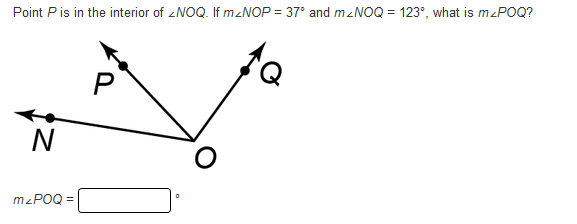 Point P is in the interior of ∠NOQ. If m∠NOP = 37° and m∠NOQ = 123°, what is m∠POQ?
P
Q
N
O
m∠POQ = °